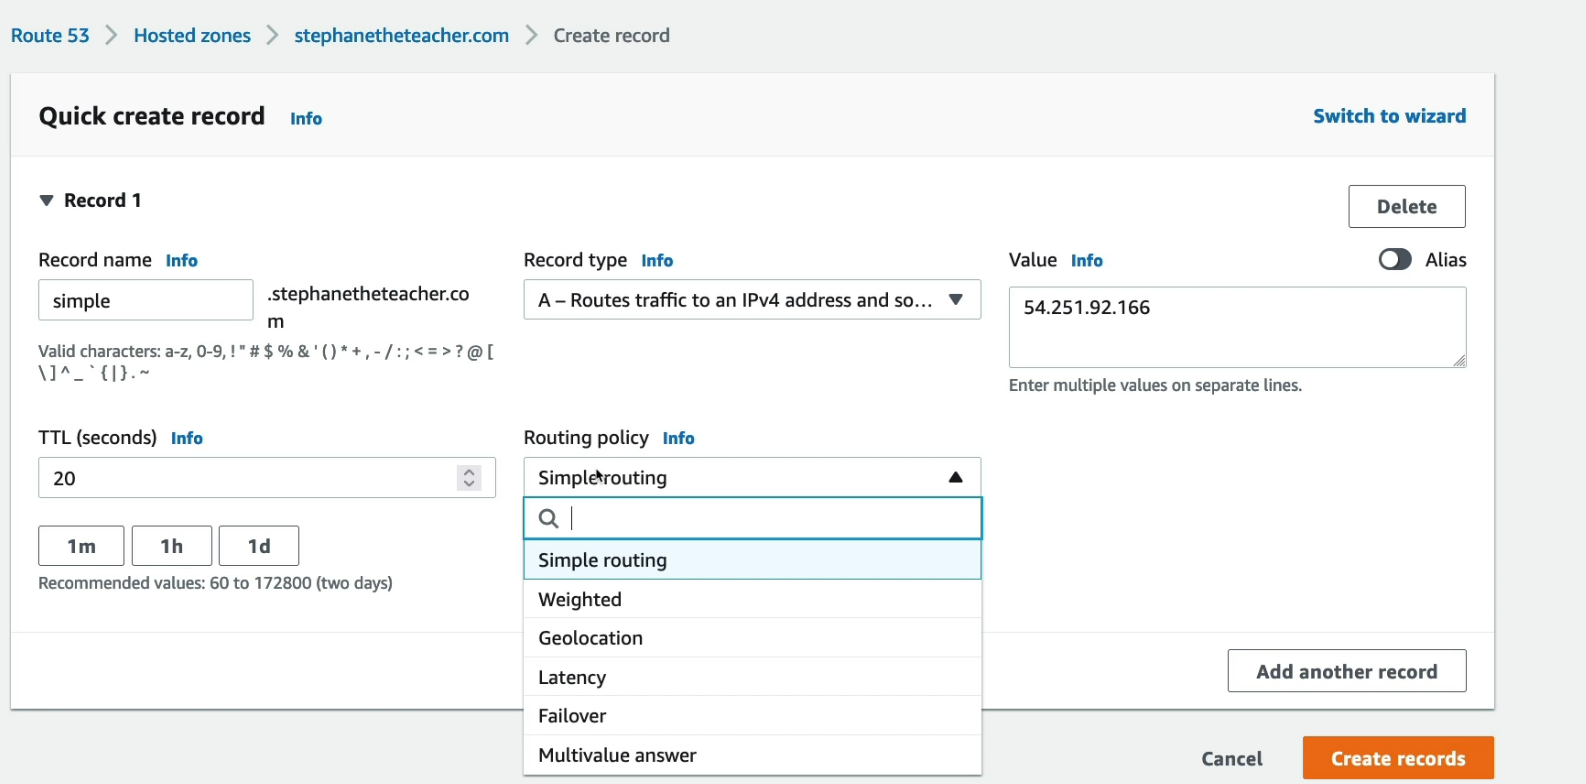 Route 53 > Hosted zones > stephanetheteacher.com > Create record
Quick create record Info
Switch to wizard
▼ Record 1
Delete
Record name Info
simple
.stephanetheteacher.co
m
Valid characters: a-z, 0-9, ! " # $ % & ' ( ) * + , - / : ; < = > ? @ [
\ ] ^ _ ` { | } . ~
Record type Info
A – Routes traffic to an IPv4 address and so...
Value Info
Alias
54.251.92.166
Enter multiple values on separate lines.
TTL (seconds) Info
20
1m 1h 1d
Recommended values: 60 to 172800 (two days)
Routing policy Info
Simple routing
Simple routing
Weighted
Geolocation
Latency
Failover
Multivalue answer
Add another record
Cancel
Create records